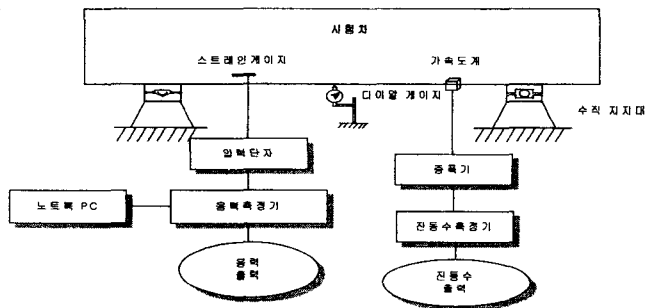 시험차
스트레인게이지
가속도계
다이알 게이지
수직 지지대
압력단자
증폭기
노트북 PC
응력측정기
진동수측정기
응력
출력
진동수
출력